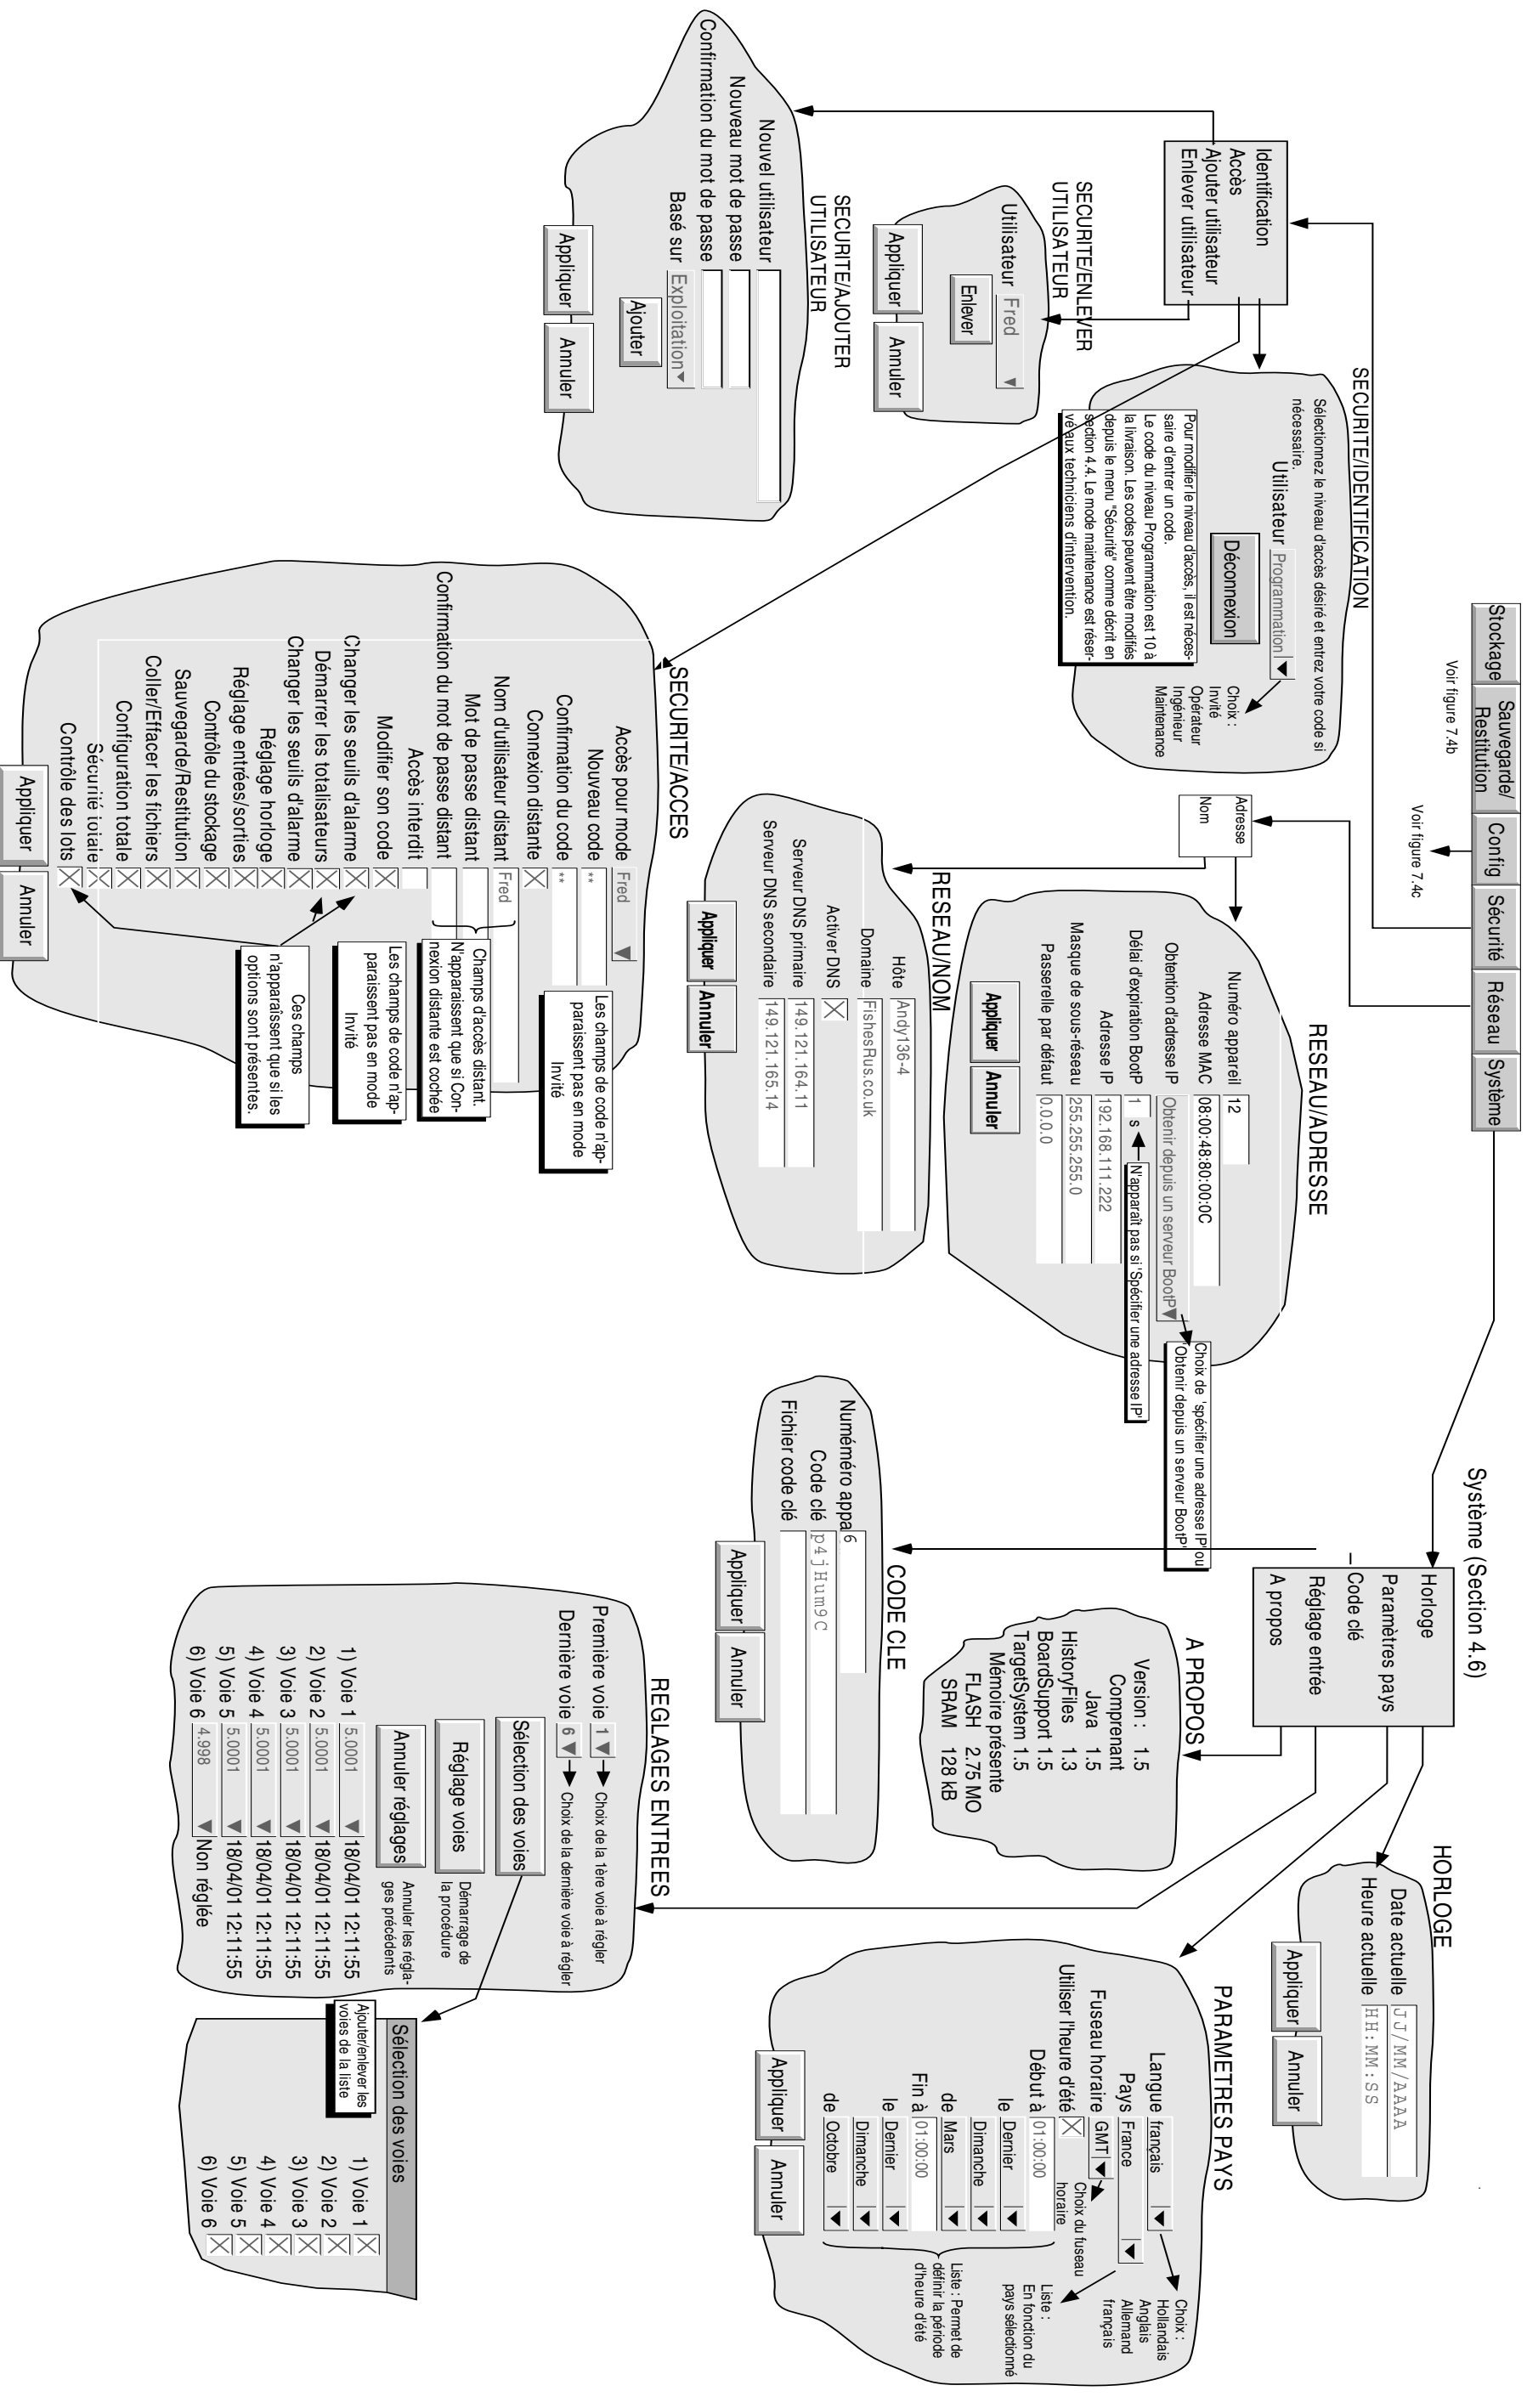 Stockage
Sauvegarde/
Restitution
Config
Sécurité
Réseau
Système
Voir figure 7.4b
Voir figure 7.4c
Identification
Accès
Ajouter utilisateur
Enlever utilisateur
SECURITE/IDENTIFICATION
Sélectionnez le niveau d'accès désiré et entrez votre code si
nécessaire.
Utilisateur Programmation
Déconnexion
Choix :
Invité
Opérateur
Ingénieur
Maintenance
Pour modifier le niveau d'accès, il est néces-
saire d'entrer un code.
Le code du niveau Programmation est 10 à
la livraison. Les codes peuvent être modifiés
depuis le menu "Sécurité" comme décrit en
section 4.4. Le mode maintenance est réser-
vé aux techniciens d'intervention.
SECURITE/ENLEVER
UTILISATEUR
Utilisateur Fred
Enlever
Appliquer Annuler
SECURITE/AJOUTER
UTILISATEUR
Nouvel utilisateur
Nouveau mot de passe
Confirmation du mot de passe
Basé sur Exploitation
Ajouter
Appliquer Annuler
SECURITE/ACCES
Accès pour mode Fred
Nouveau code **
Confirmation du code **
Connexion distante
Nom d'utilisateur distant Fred
Mot de passe distant
Confirmation du mot de passe distant
Accès interdit
Modifier son code
Changer les seuils d'alarme
Démarrer les totalisateurs
Changer les seuils d'alarme
Réglage horloge
Réglage entrées/sorties
Contrôle du stockage
Sauvegarde/Restitution
Coller/Effacer les fichiers
Configuration totale
Sécurité totale
Contrôle des lots
Appliquer Annuler
Les champs de code n'ap-
paraissent pas en mode
Invité
Champs d'accès distant.
N'apparaissent que si Con-
nexion distante est cochée
Les champs de code n'ap-
paraissent pas en mode
Invité
Ces champs
n'apparaîssent que si les
options sont présentes.
Adresse
Nom
RESEAU/ADRESSE
Numéro appareil 12
Adresse MAC 08:00:48:80:00:0C
Obtention d'adresse IP Obtenir depuis un serveur BootP
Délai d'expiration BootP 1 s
Adresse IP 192.168.111.222
Masque de sous-réseau 255.255.255.0
Passerelle par défaut 0.0.0.0
Appliquer Annuler
Choix de 'spécifier une adresse IP' ou
'Obtenir depuis un serveur BootP'
N'apparaît pas si 'Spécifier une adresse IP'
RESEAU/NOM
Hôte Andy136-4
Domaine FishesRus.co.uk
Activer DNS
Serveur DNS primaire 149.121.164.11
Serveur DNS secondaire 149.121.165.14
Appliquer Annuler
Système (Section 4.6)
Horloge
Paramètres pays
Code clé
Réglage entrée
A propos
HORLOGE
Date actuelle JJ/MM/AAAA
Heure actuelle HH:MM:SS
Appliquer Annuler
PARAMETRES PAYS
Langue français
Pays France
Fuseau horaire GMT
Utiliser l'heure d'été
Début à 01:00:00
le Dernier
Dimanche
de Mars
Fin à 01:00:00
le Dernier
Dimanche
de Octobre
Appliquer Annuler
Choix :
Hollandais
Anglais
Allemand
français
Choix du fuseau
horaire
Liste :
En fonction du
pays sélectionné
Liste : Permet de
définir la période
d'heure d'été
A PROPOS
Version : 1.5
Comprenant
Java 1.5
HistoryFiles 1.3
BoardSupport 1.5
TargetSystem 1.5
Mémoire présente
FLASH 2.75 MO
SRAM 128 kB
CODE CLE
Numéméro appa 6
Code clé p4jHum9C
Fichier code clé
Appliquer Annuler
REGLAGES ENTREES
Première voie 1 Choix de la 1ère voie à régler
Dernière voie 6 Choix de la dernière voie à régler
Sélection des voies
Réglage voies Démarrage de
la procédure
Annuler réglages Annuler les régla-
ges précédents
1) Voie 1 5.0001 18/04/01 12:11:55
2) Voie 2 5.0001 18/04/01 12:11:55
3) Voie 3 5.0001 18/04/01 12:11:55
4) Voie 4 5.0001 18/04/01 12:11:55
5) Voie 5 5.0001 18/04/01 12:11:55
6) Voie 6 4.998 Non réglée
Sélection des voies
Ajouter/enlever les
voies de la liste
1) Voie 1
2) Voie 2
3) Voie 3
4) Voie 4
5) Voie 5
6) Voie 6